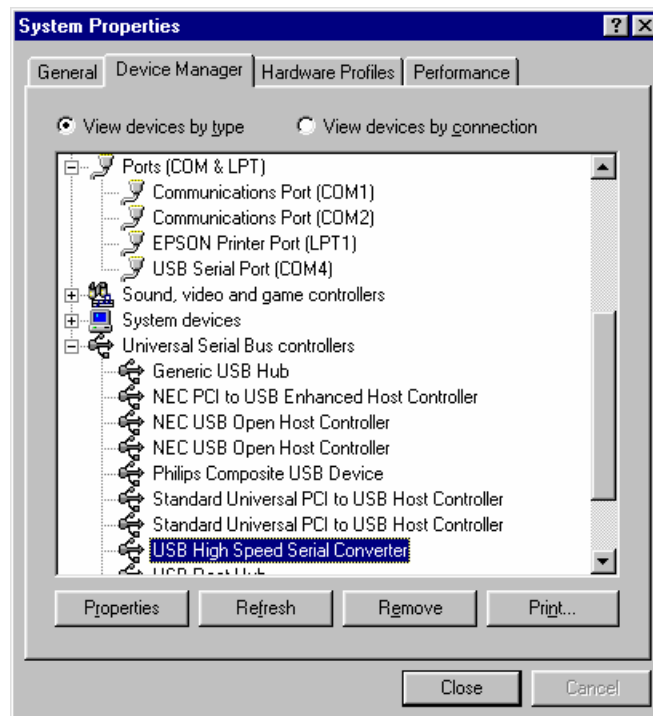 System Properties
General Device Manager Hardware Profiles Performance
View devices by type View devices by connection
Ports (COM & LPT)
Communications Port (COM1)
Communications Port (COM2)
EPSON Printer Port (LPT1)
USB Serial Port (COM4)
Sound, video and game controllers
System devices
Universal Serial Bus controllers
Generic USB Hub
NEC PCI to USB Enhanced Host Controller
NEC USB Open Host Controller
NEC USB Open Host Controller
Philips Composite USB Device
Standard Universal PCI to USB Host Controller
Standard Universal PCI to USB Host Controller
USB High Speed Serial Converter
USB Root Hub
Properties Refresh Remove Print...
Close Cancel